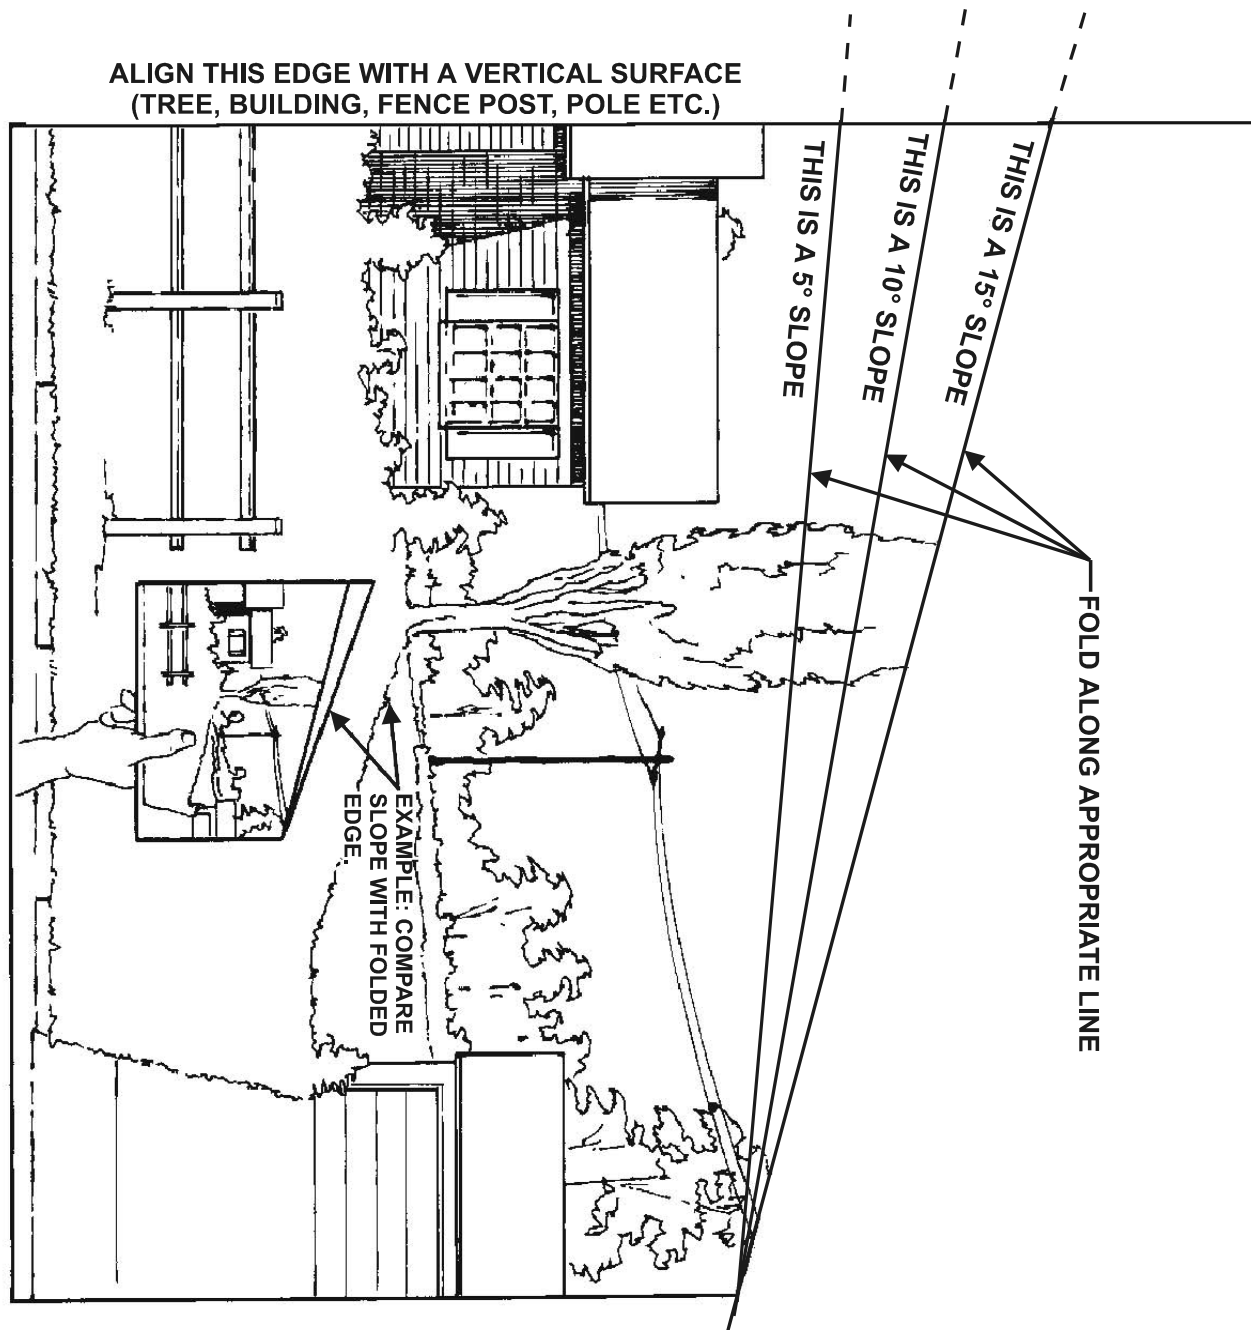 ALIGN THIS EDGE WITH A VERTICAL SURFACE
(TREE, BUILDING, FENCE POST, POLE ETC.)
THIS IS A 5° SLOPE
THIS IS A 10° SLOPE
THIS IS A 15° SLOPE
FOLD ALONG APPROPRIATE LINE
EXAMPLE: COMPARE
SLOPE WITH FOLDED
EDGE.